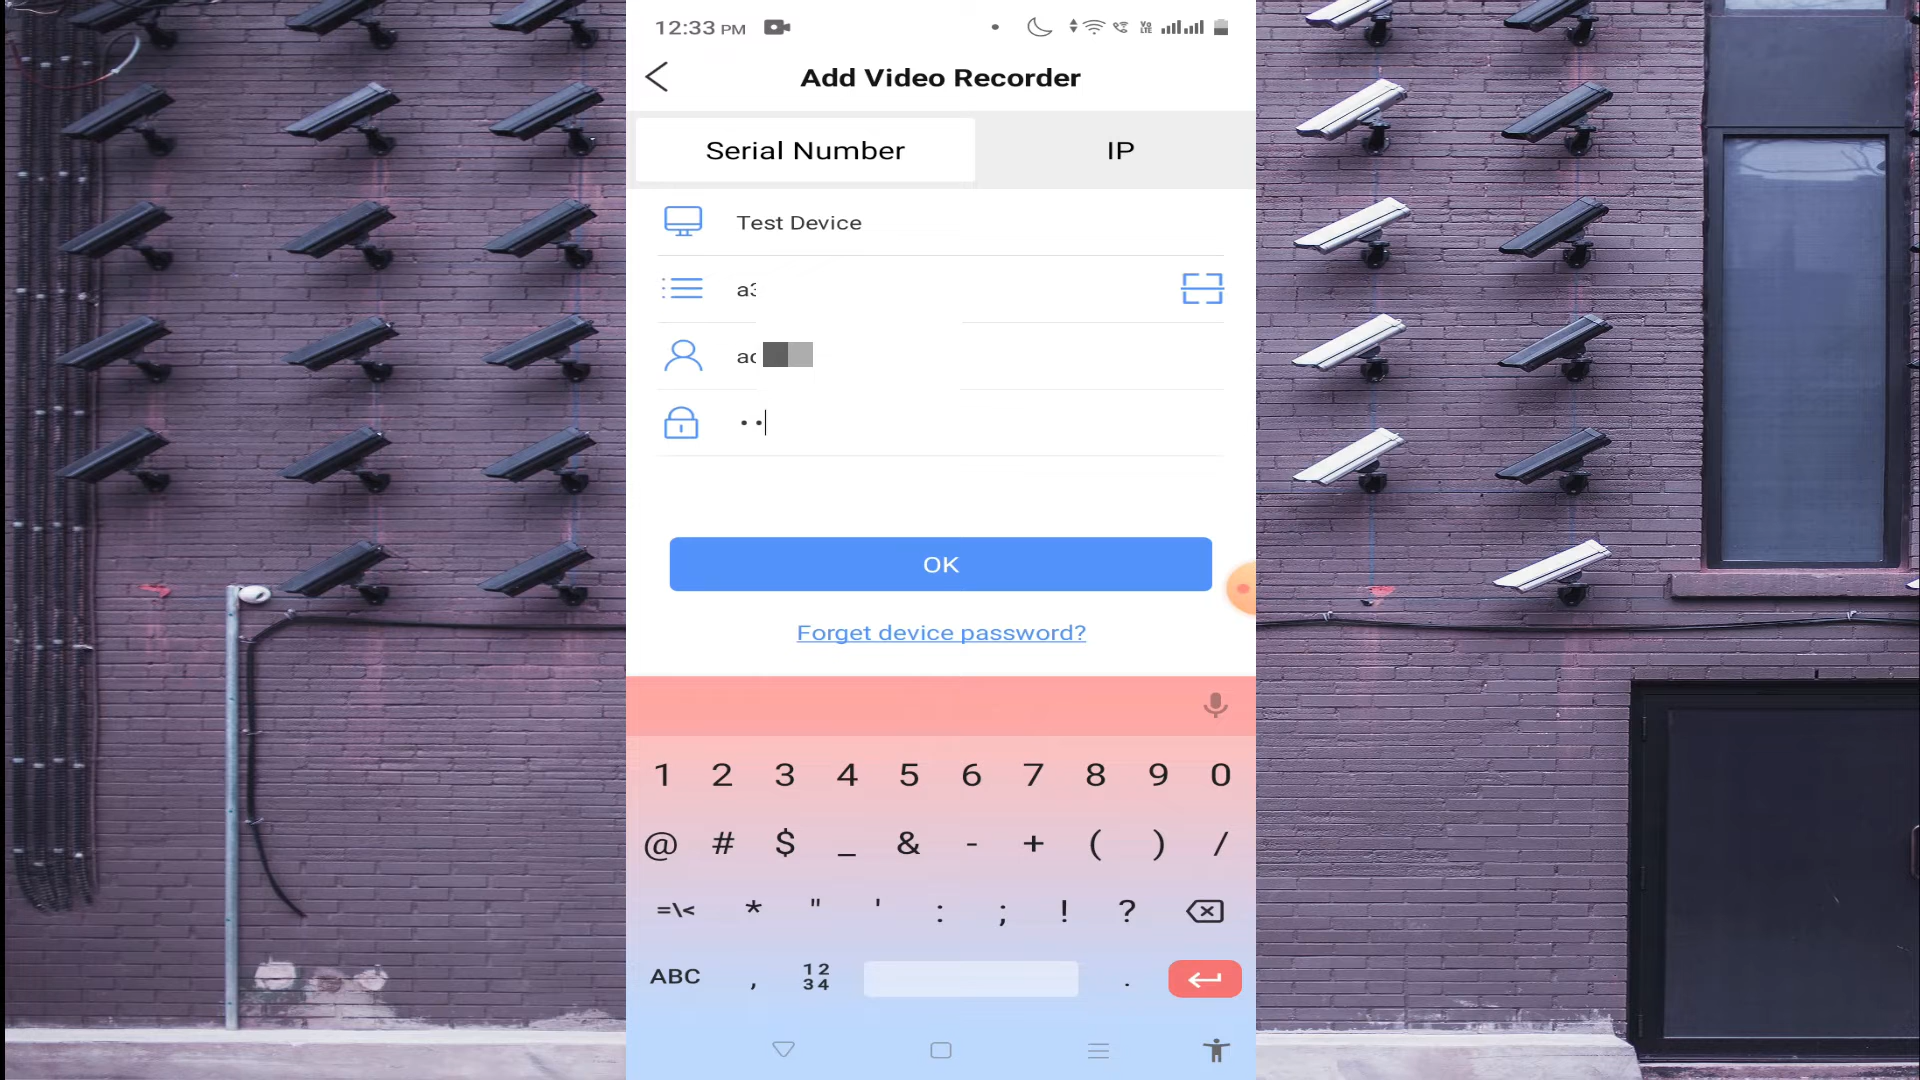 12:33 PM
Add Video Recorder
Serial Number IP
Test Device
a3
OK
Forget device password?
1 2 3 4 5 6 7 8 9 0
@ # $ _ & - + ( ) /
=\< * " ' : ; ! ?
ABC , 12 34 .